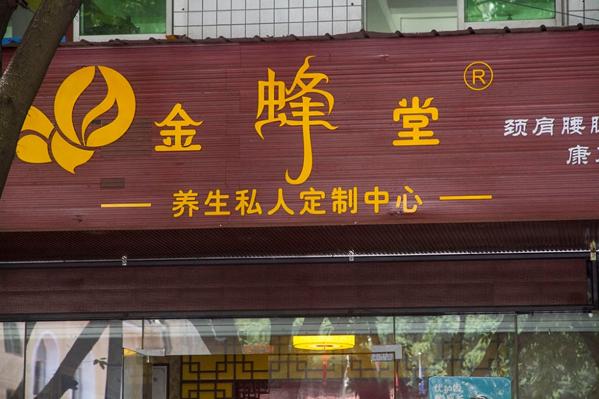 金蜂堂®
养生私人定制中心
颈肩腰
康